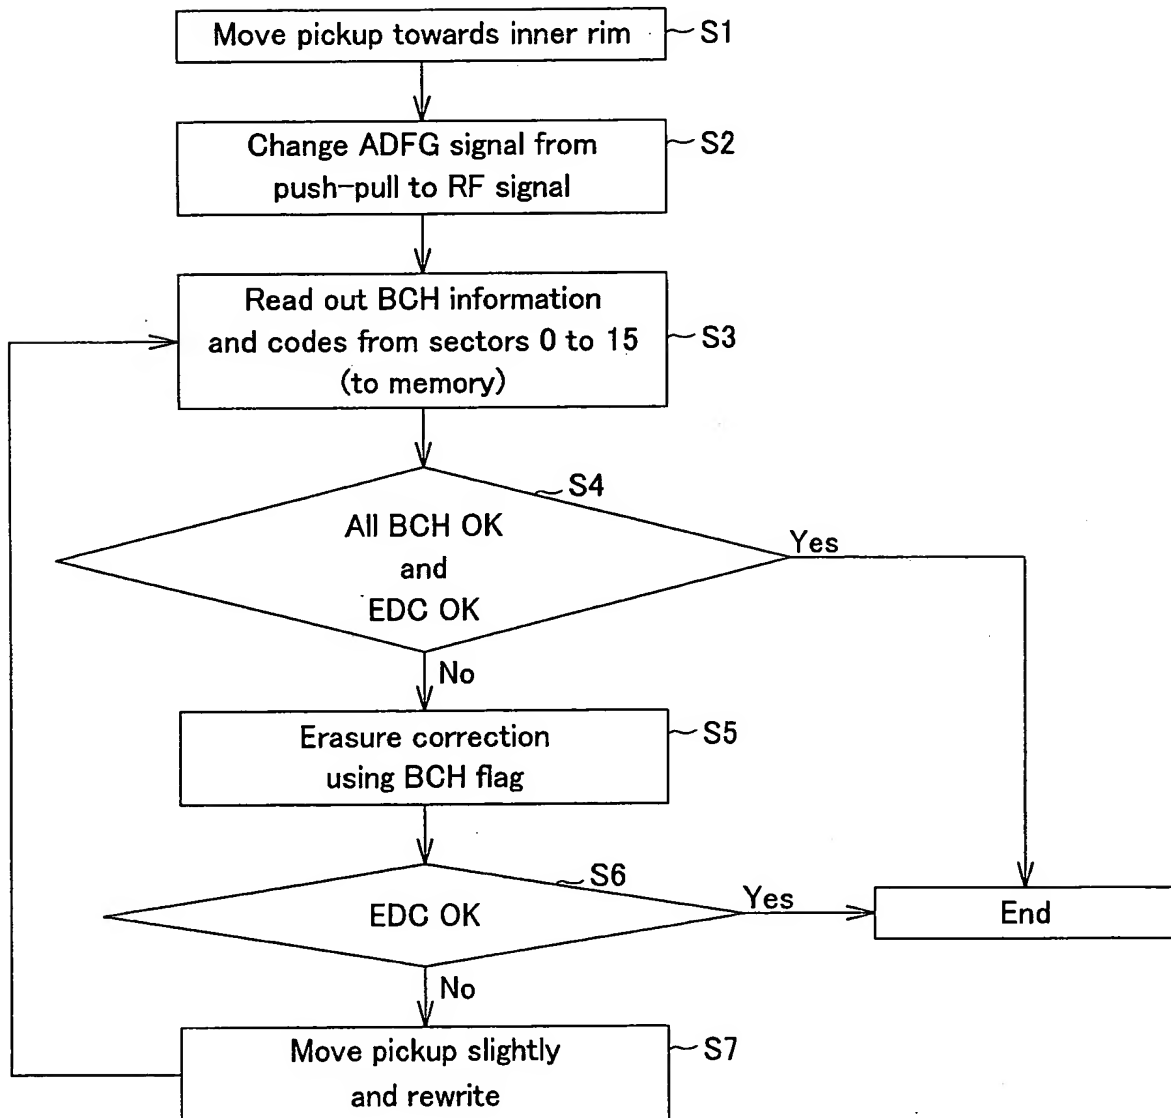 Move pickup towards inner rim
S1
Change ADFG signal from
push-pull to RF signal
S2
Read out BCH information
and codes from sectors 0 to 15
(to memory)
S3
S4
All BCH OK
and
EDC OK
Yes
No
Erasure correction
using BCH flag
S5
S6
EDC OK
Yes
End
No
Move pickup slightly
and rewrite
S7